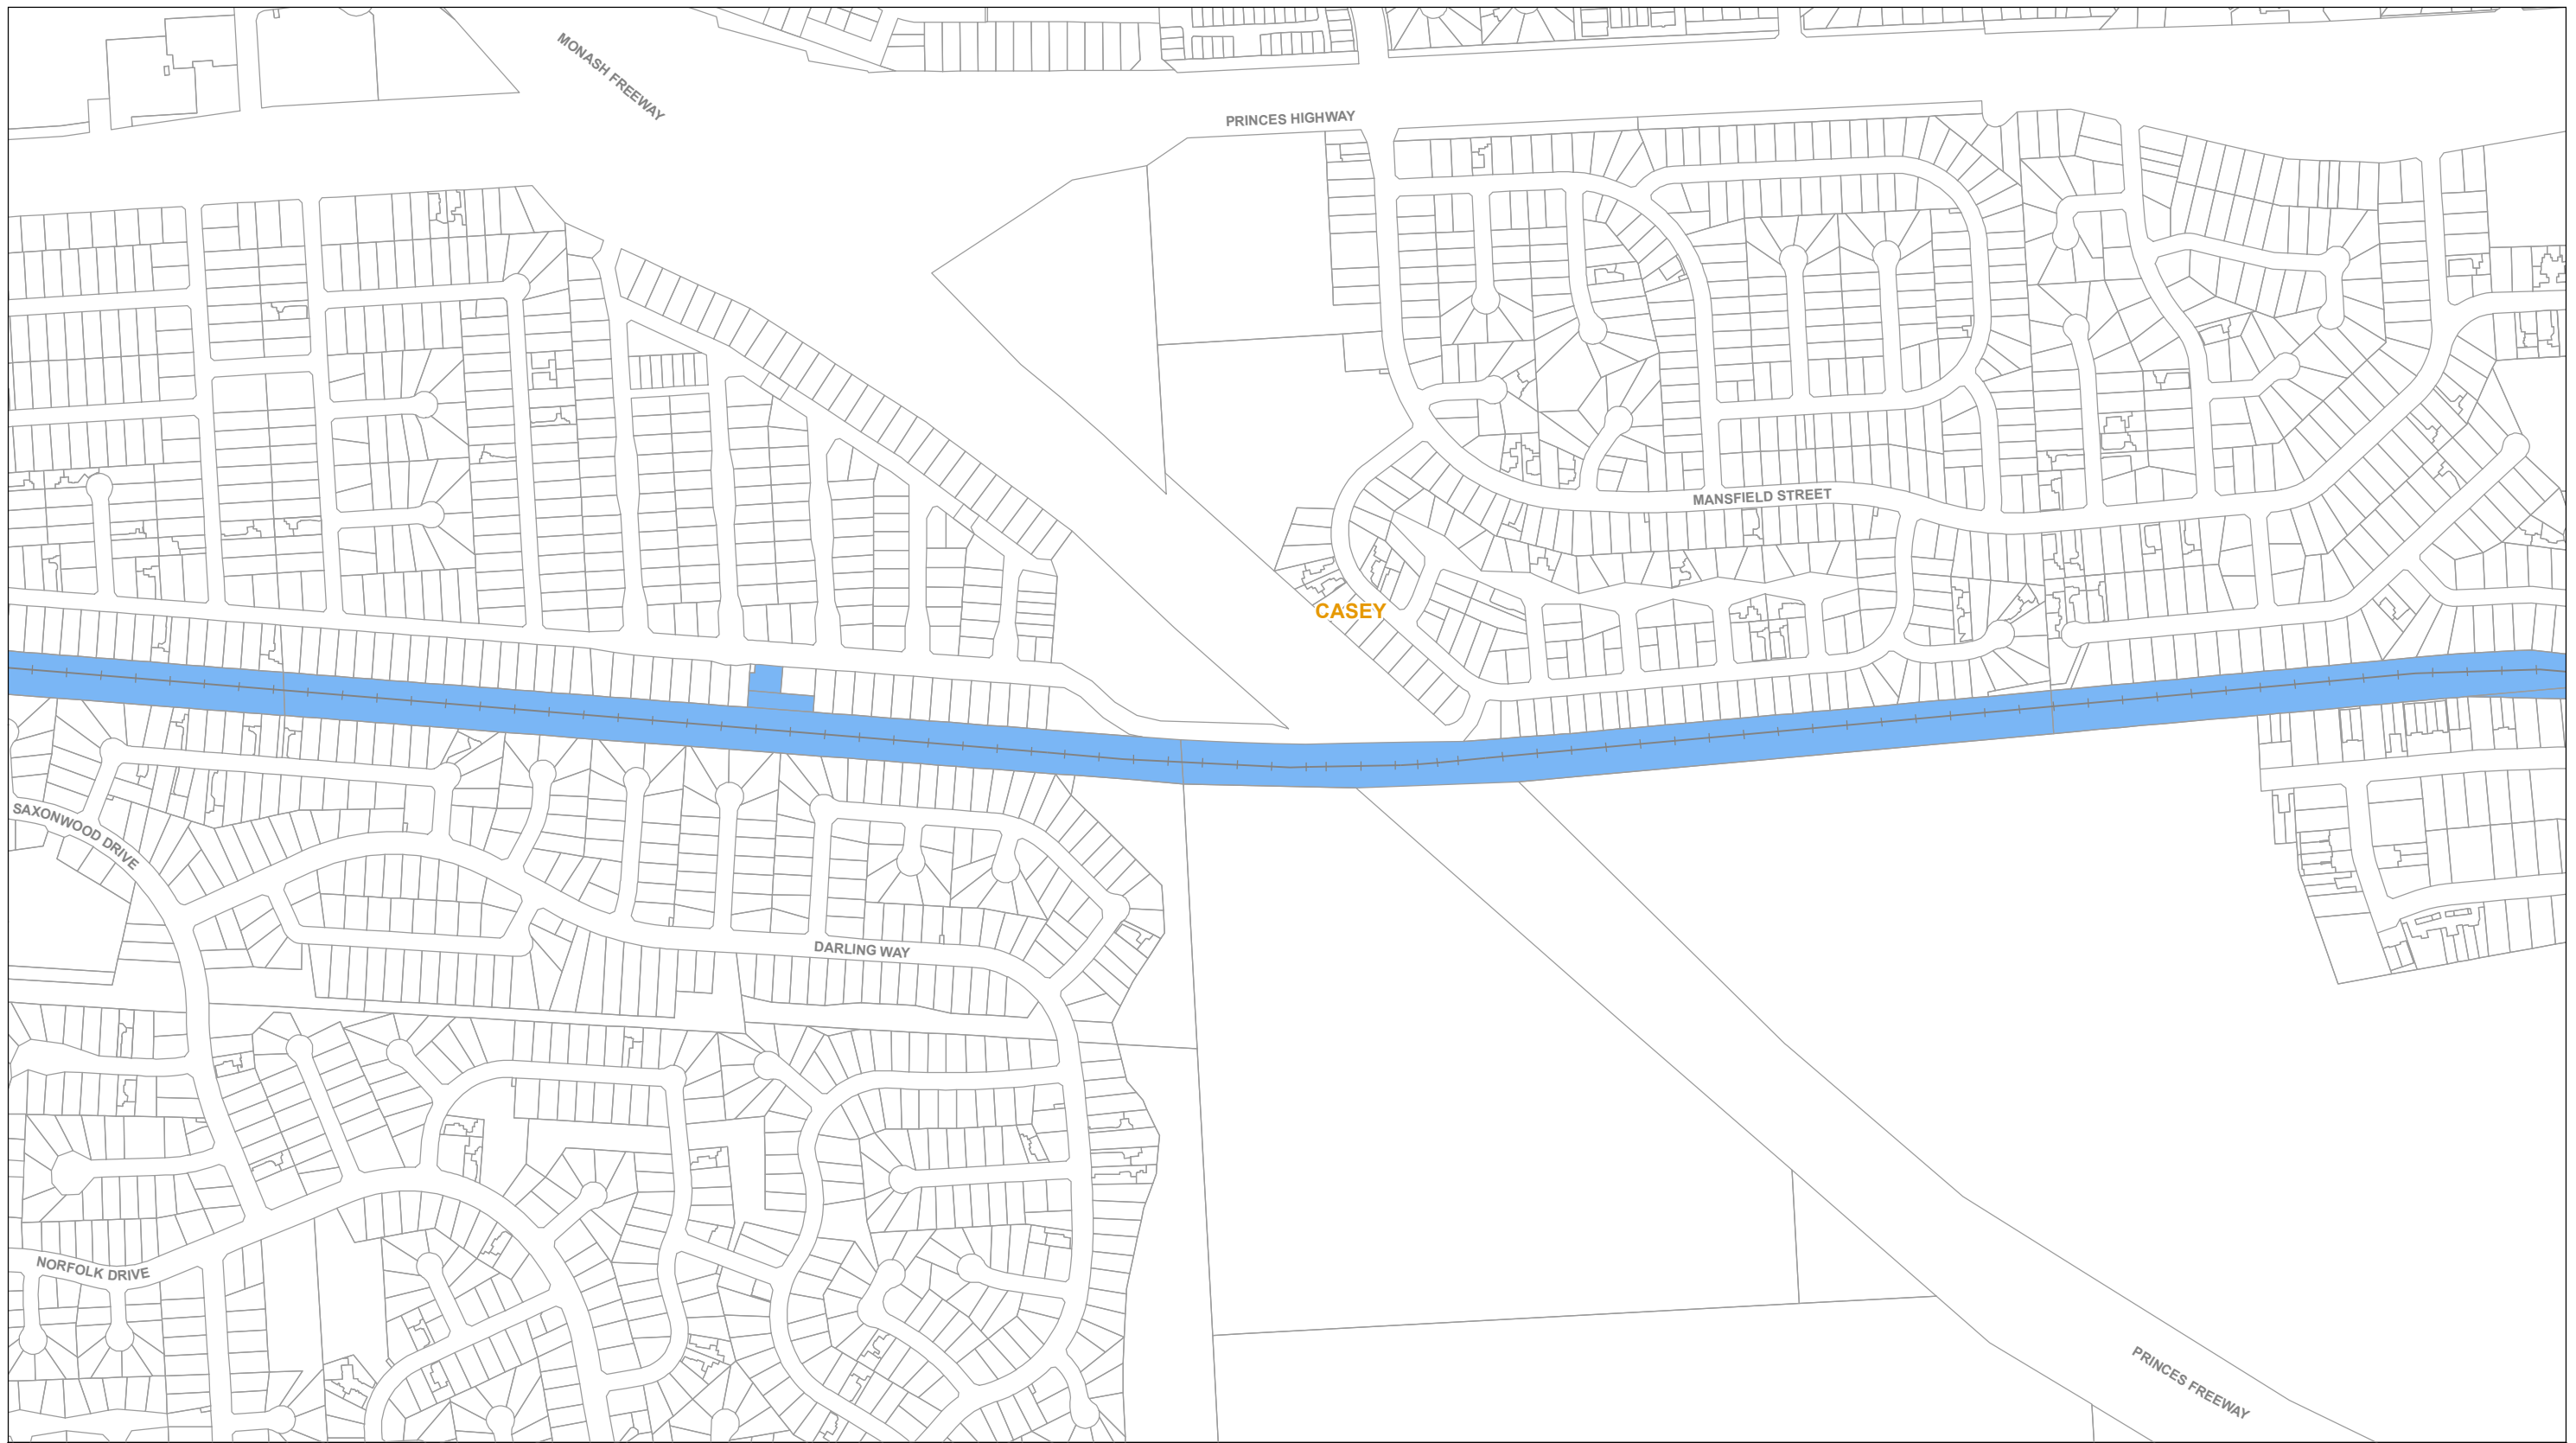 MONASH FREEWAY
PRINCES HIGHWAY
MANSFIELD STREET
CASEY
SAXONWOOD DRIVE
DARLING WAY
NORFOLK DRIVE
PRINCES FREEWAY